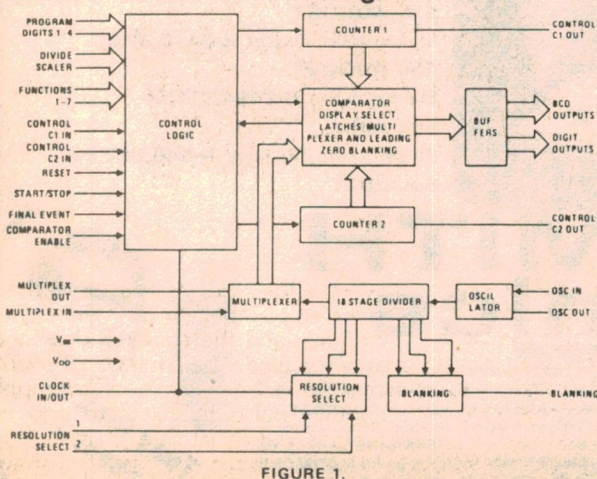 PROGRAM
DIGITS 1-4
DIVIDE
SCALER
FUNCTIONS
1-7
CONTROL
C1 IN
CONTROL
C2 IN
RESET
START/STOP
FINAL EVENT
COMPARATOR
ENABLE
MULTIPLEX
OUT
MULTIPLEX IN
VSS
VDD
CLOCK
IN/OUT
RESOLUTION
SELECT
1
2
CONTROL
LOGIC
COUNTER 1
COMPARATOR
DISPLAY SELECT
LATCHES MULTI
PLEXER AND LEADING
ZERO BLANKING
BUF
FERS
COUNTER 2
MULTIPLEXER
18 STAGE DIVIDER
OSCIL
LATOR
RESOLUTION
SELECT
BLANKING
CONTROL
C1 OUT
BCD
OUTPUTS
DIGIT
OUTPUTS
CONTROL
C2 OUT
OSC IN
OSC OUT
BLANKING
FIGURE 1.